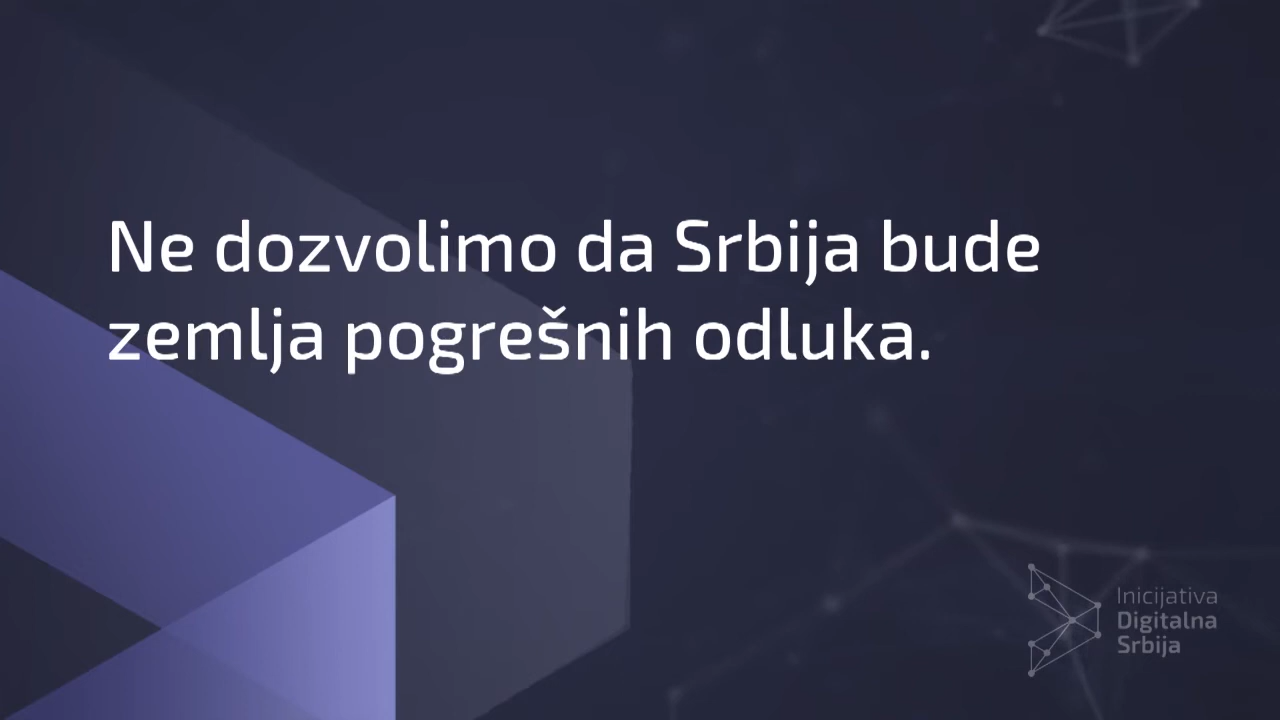 Ne dozvolimo da Srbija bude
zemlja pogrešnih odluka.
Inicijativa
Digitalna
Srbija